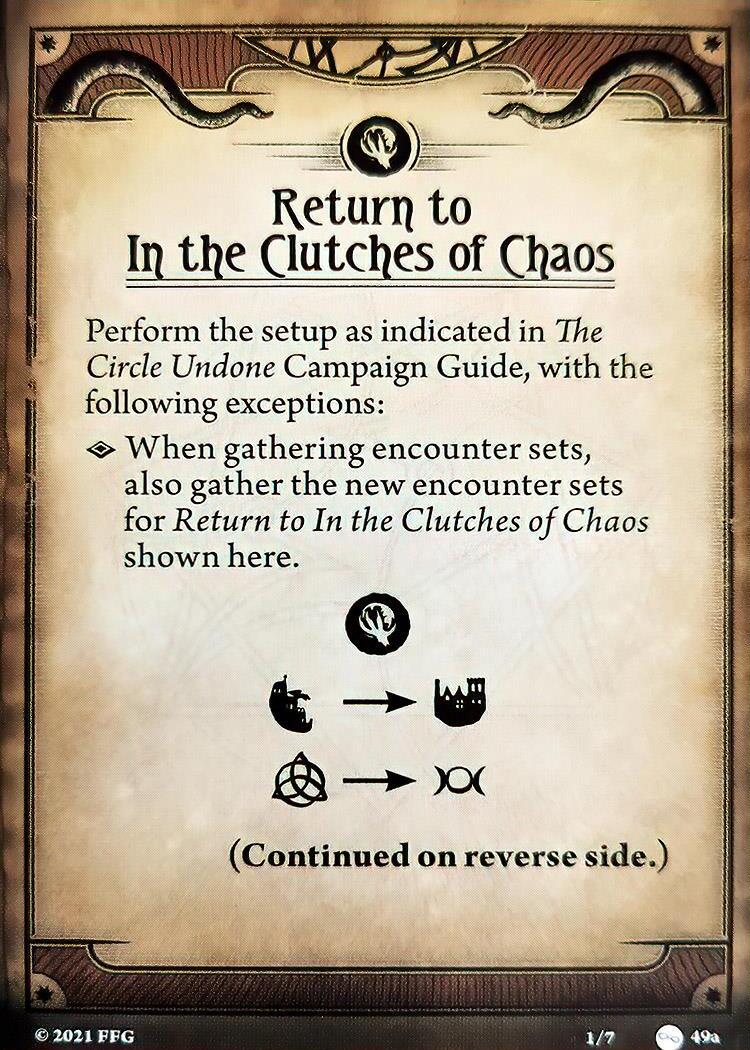 Return to
In the Clutches of Chaos
Perform the setup as indicated in The
Circle Undone Campaign Guide, with the
following exceptions:
When gathering encounter sets,
also gather the new encounter sets
for Return to In the Clutches of Chaos
shown here.
(Continued on reverse side.)
© 2021 FFG
1/7
49a